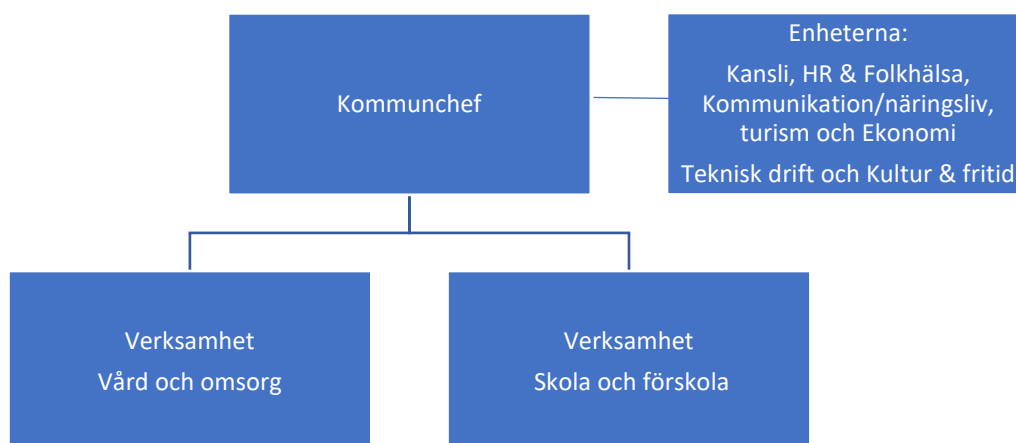 Kommunchef
Enheterna:
Kansli, HR & Folkhälsa,
Kommunikation/näringsliv,
turism och Ekonomi
Teknisk drift och Kultur & fritid
Verksamhet
Vård och omsorg
Verksamhet
Skola och förskola